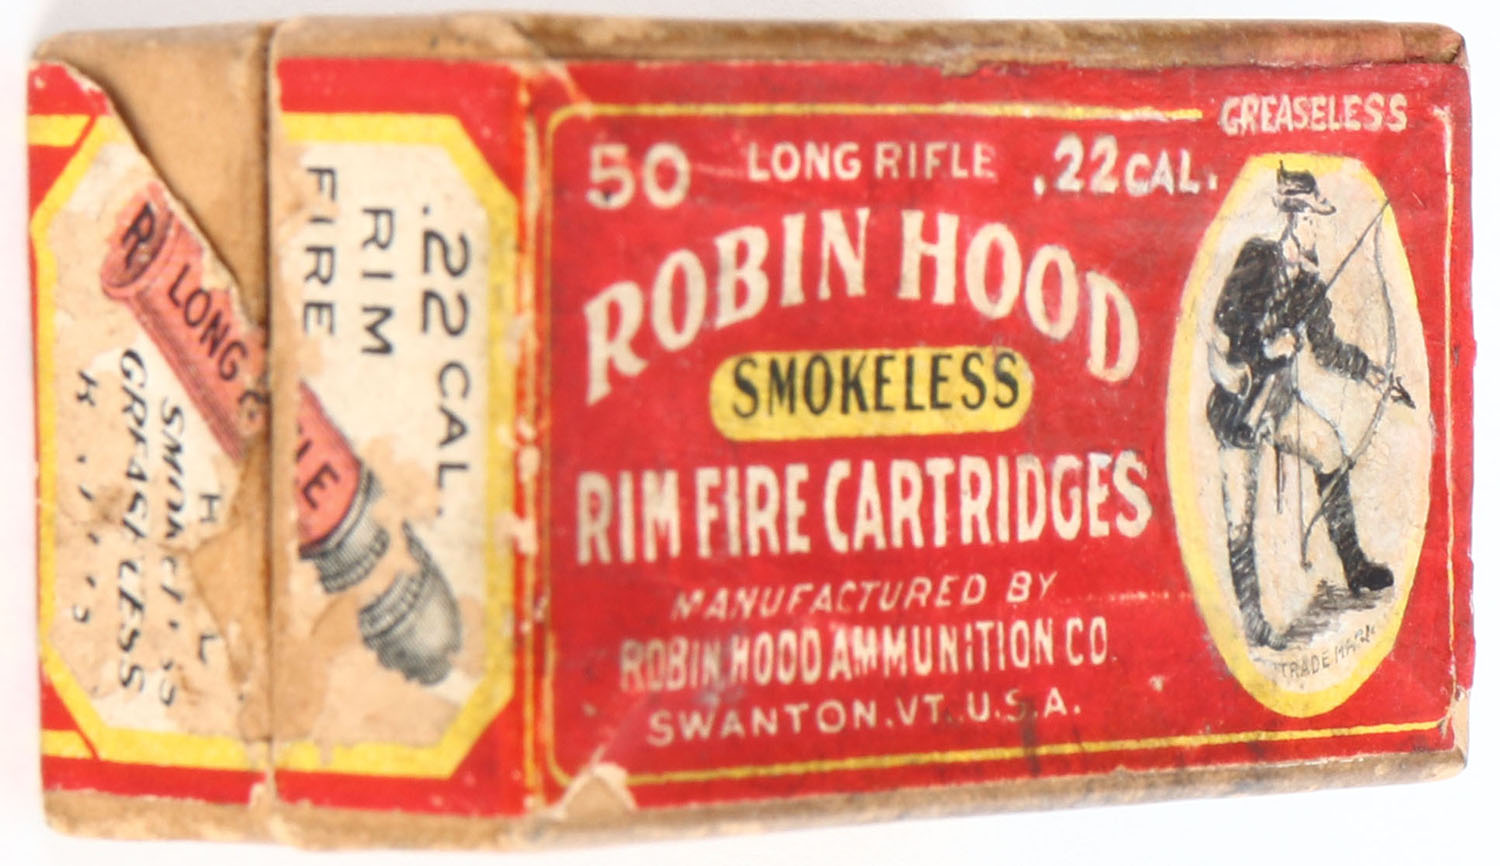 GREASELESS
50 LONG RIFLE .22 CAL.
ROBIN HOOD
SMOKELESS
RIM FIRE CARTRIDGES
MANUFACTURED BY
ROBIN HOOD AMMUNITION CO.
SWANTON. VT. U.S.A.
TRADE MARK
.22 CAL.
RIM
FIRE
R
LONG
GREASELESS